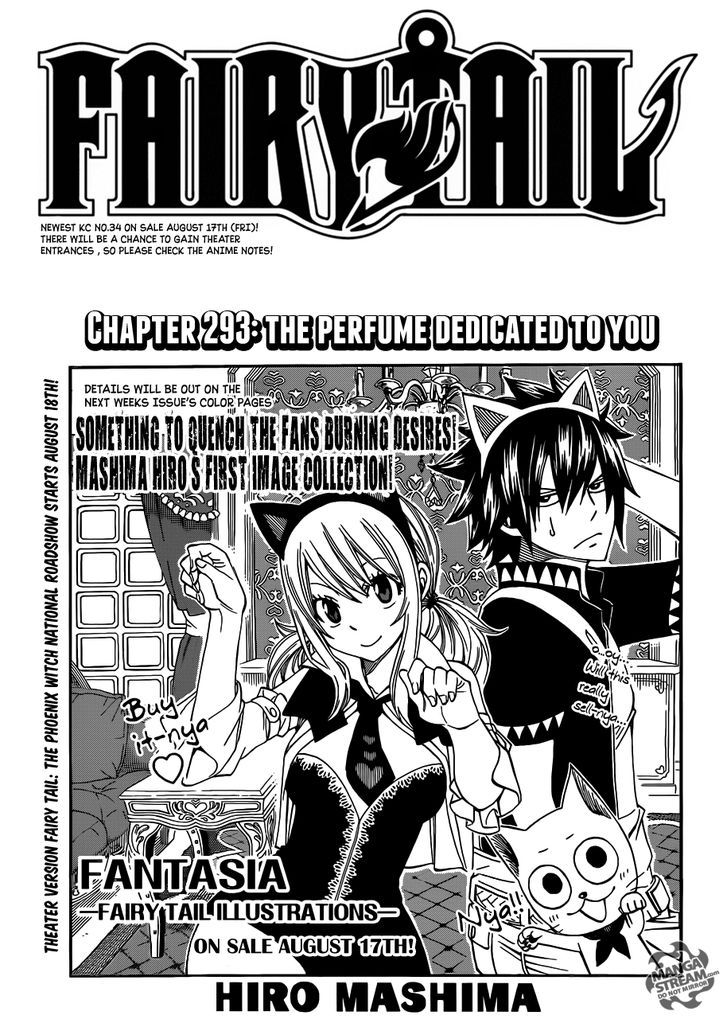 FAIRY TAIL
NEWEST KC NO.34 ON SALE AUGUST 17TH (FRI)!
THERE WILL BE A CHANCE TO GAIN THEATER
ENTRANCES , SO PLEASE CHECK THE ANIME NOTES!
CHAPTER 293: THE PERFUME DEDICATED TO YOU
THEATER VERSION FAIRY TAIL: THE PHOENIX WITCH NATIONAL ROADSHOW STARTS AUGUST 18TH!
DETAILS WILL BE OUT ON THE
NEXT WEEKS ISSUE'S COLOR PAGES
SOMETHING TO QUENCH THE FANS BURNING DESIRES!
MASHIMA HIRO'S FIRST IMAGE COLLECTION!
Buy
it-nya
o..oy...
Will this
really
sell-nya...
FANTASIA
—FAIRY TAIL ILLUSTRATIONS—
ON SALE AUGUST 17TH!
Nya!!
HIRO MASHIMA
MANGA
STREAM.com
DO NOT MIRROR